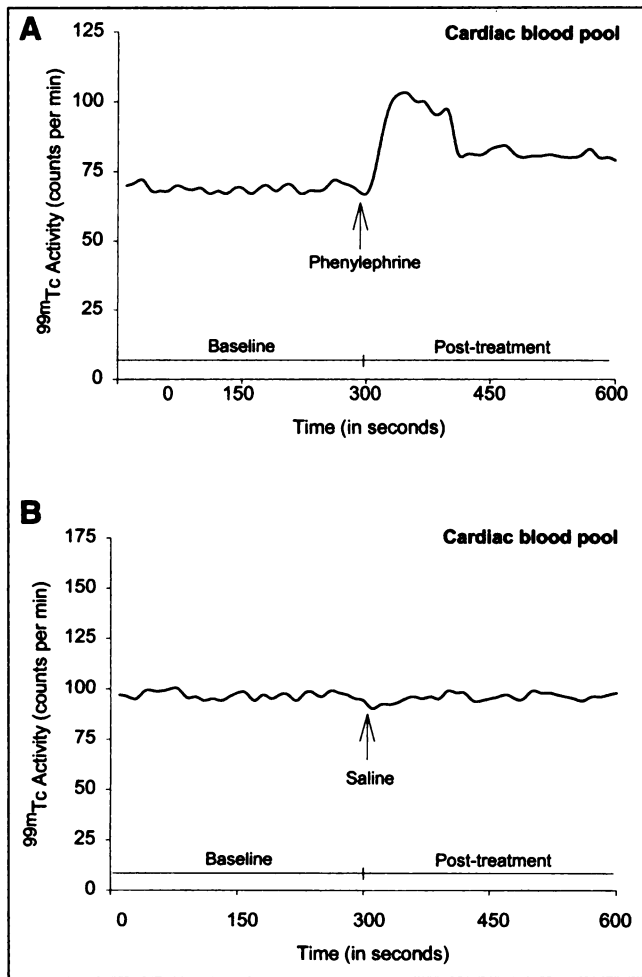 A
Cardiac blood pool
99mTc Activity (counts per min)
125
100
75
50
25
0
Phenylephrine
Baseline
Post-treatment
0 150 300 450 600
Time (in seconds)
B
Cardiac blood pool
99mTc Activity (counts per min)
175
150
125
100
75
50
25
0
Saline
Baseline
Post-treatment
0 150 300 450 600
Time (in seconds)